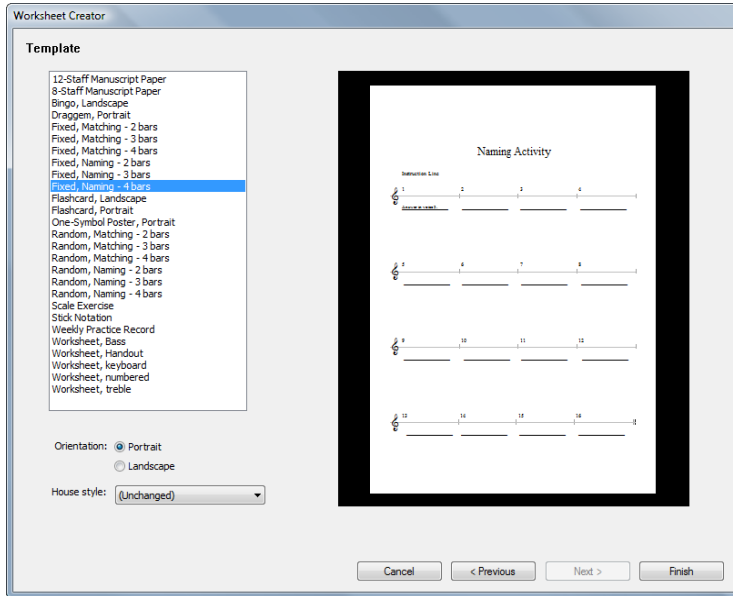 Worksheet Creator
Template
12-Staff Manuscript Paper
8-Staff Manuscript Paper
Bingo, Landscape
Draggem, Portrait
Fixed, Matching - 2 bars
Fixed, Matching - 3 bars
Fixed, Matching - 4 bars
Fixed, Naming - 2 bars
Fixed, Naming - 3 bars
Fixed, Naming - 4 bars
Flashcard, Landscape
Flashcard, Portrait
One-Symbol Poster, Portrait
Random, Matching - 2 bars
Random, Matching - 3 bars
Random, Matching - 4 bars
Random, Naming - 2 bars
Random, Naming - 3 bars
Random, Naming - 4 bars
Scale Exercise
Stick Notation
Weekly Practice Record
Worksheet, Bass
Worksheet, Handout
Worksheet, keyboard
Worksheet, numbered
Worksheet, treble
Orientation: Portrait
Landscape
House style: (Unchanged)
Naming Activity
Instruction Line
1 2 3 4
5 6 7 8
9 10 11 12
13 14 15 16
Cancel < Previous Next > Finish